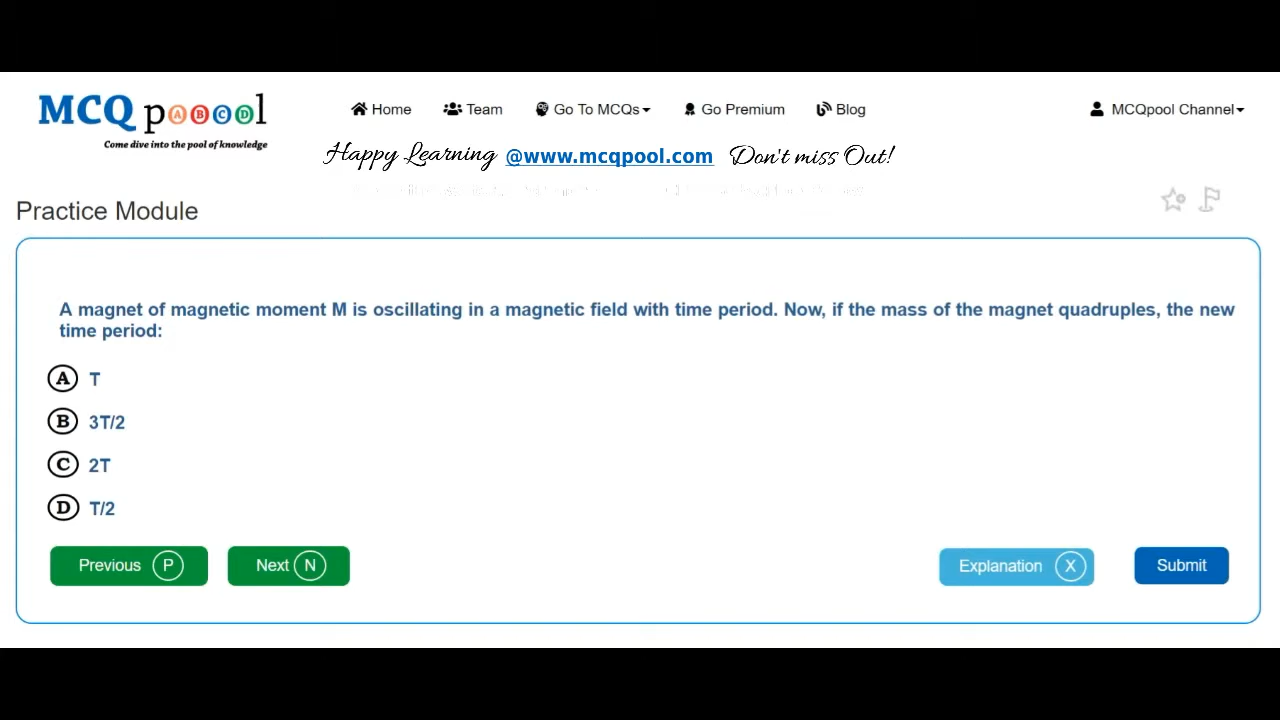 MCQ pABCDl
Come dive into the pool of knowledge
Home Team Go To MCQs Go Premium Blog MCQpool Channel
Happy Learning @www.mcqpool.com Don't miss Out!
Practice Module
A magnet of magnetic moment M is oscillating in a magnetic field with time period. Now, if the mass of the magnet quadruples, the new
time period:
A T
B 3T/2
C 2T
D T/2
Previous P Next N Explanation X Submit